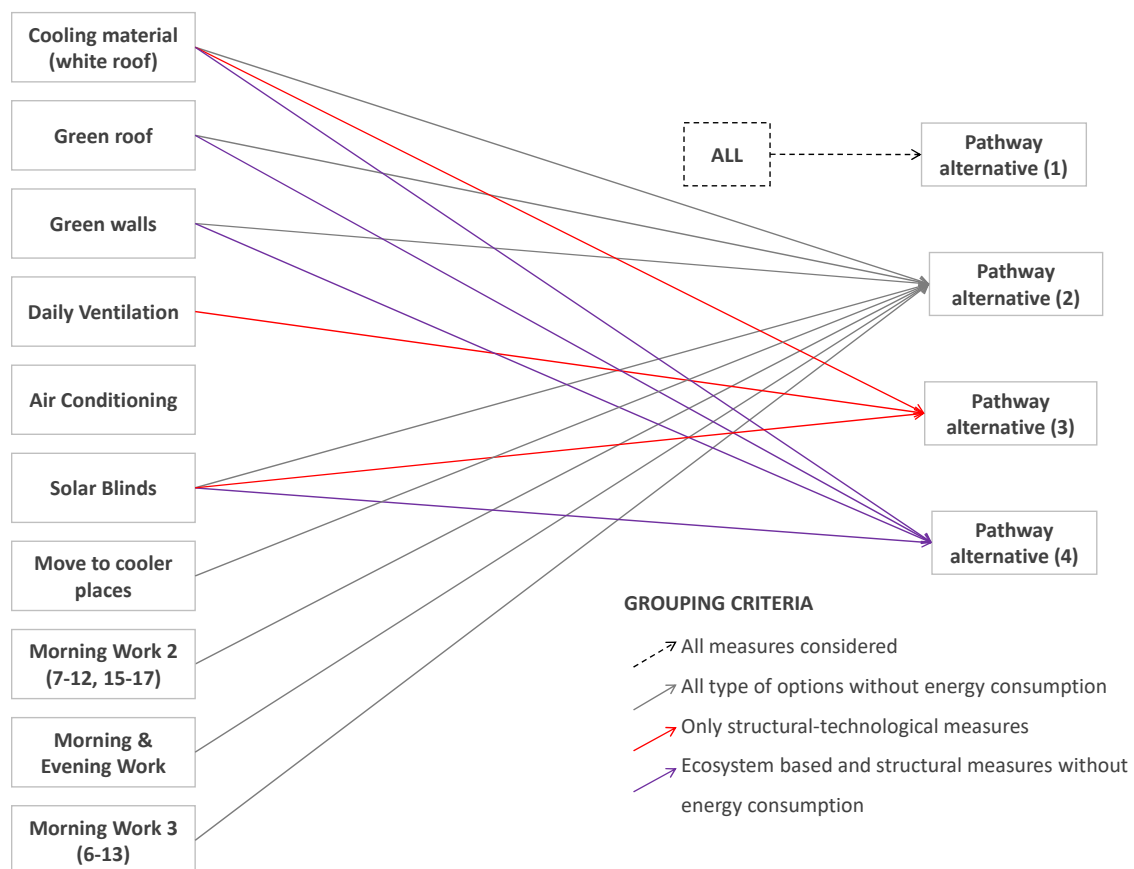 Cooling material
(white roof)
Green roof
Green walls
Daily Ventilation
Air Conditioning
Solar Blinds
Move to cooler
places
Morning Work 2
(7-12, 15-17)
Morning &
Evening Work
Morning Work 3
(6-13)
ALL
Pathway
alternative (1)
Pathway
alternative (2)
Pathway
alternative (3)
Pathway
alternative (4)
GROUPING CRITERIA
All measures considered
All type of options without energy consumption
Only structural-technological measures
Ecosystem based and structural measures without
energy consumption